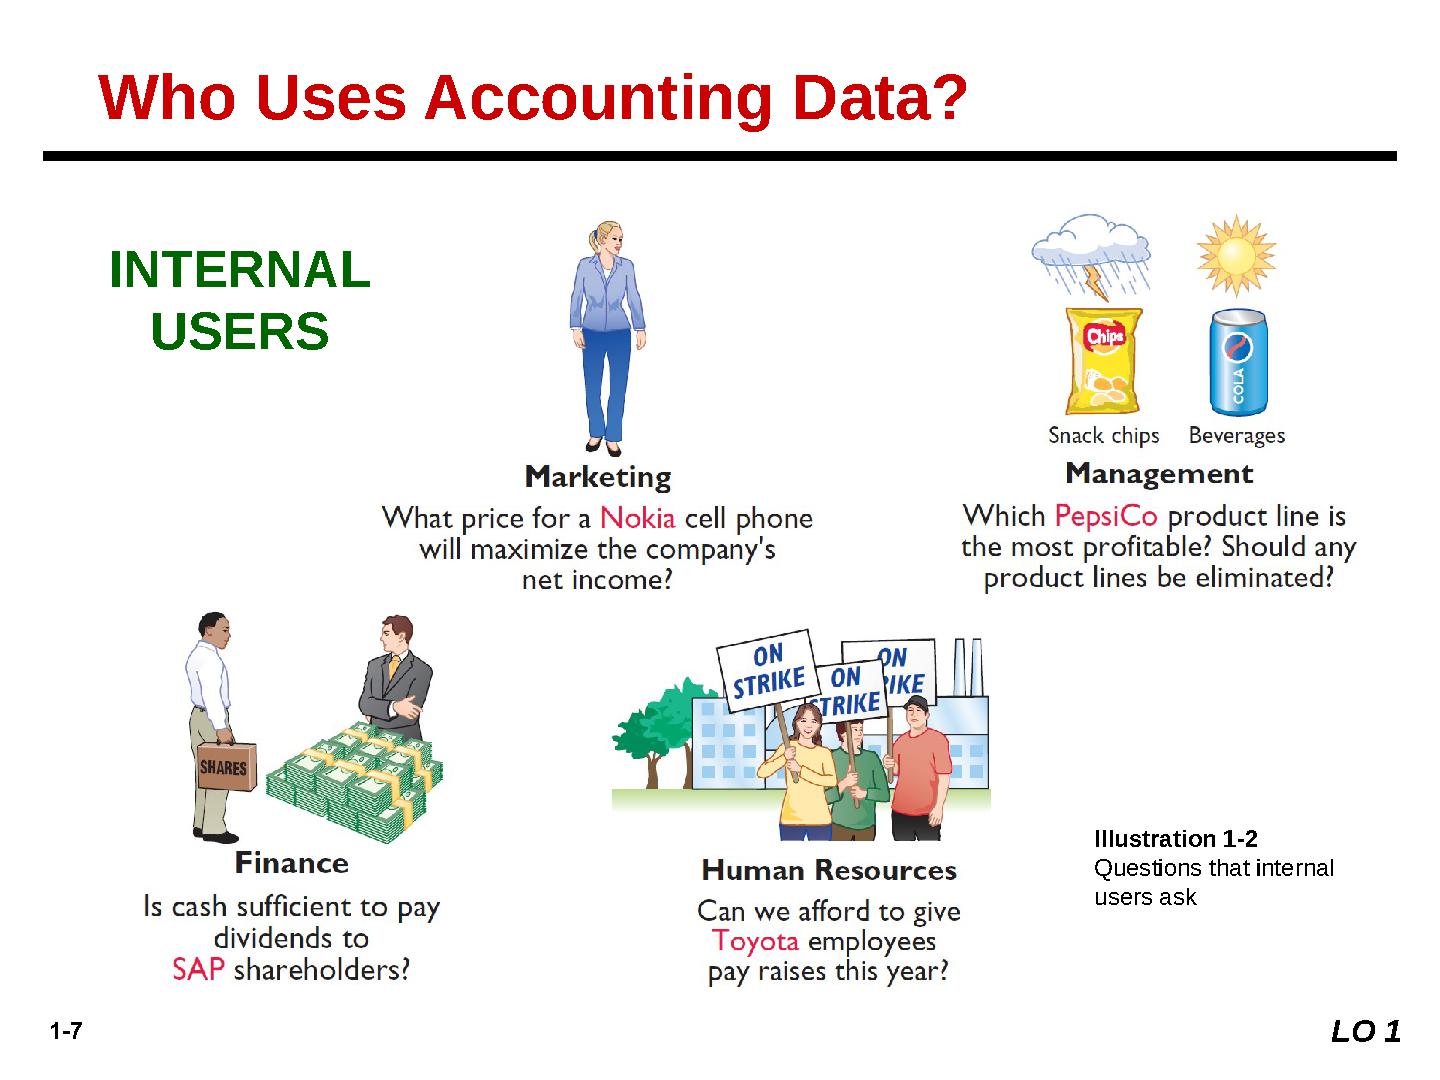 Who Uses Accounting Data?
INTERNAL
USERS
Marketing
What price for a Nokia cell phone
will maximize the company's
net income?
Chips
COLA
Snack chips Beverages
Management
Which PepsiCo product line is
the most profitable? Should any
product lines be eliminated?
SHARES
Finance
Is cash sufficient to pay
dividends to
SAP shareholders?
ON
STRIKE
ON
STRIKE
ON
IKE
Human Resources
Can we afford to give
Toyota employees
pay raises this year?
Illustration 1-2
Questions that internal
users ask
1-7
LO 1